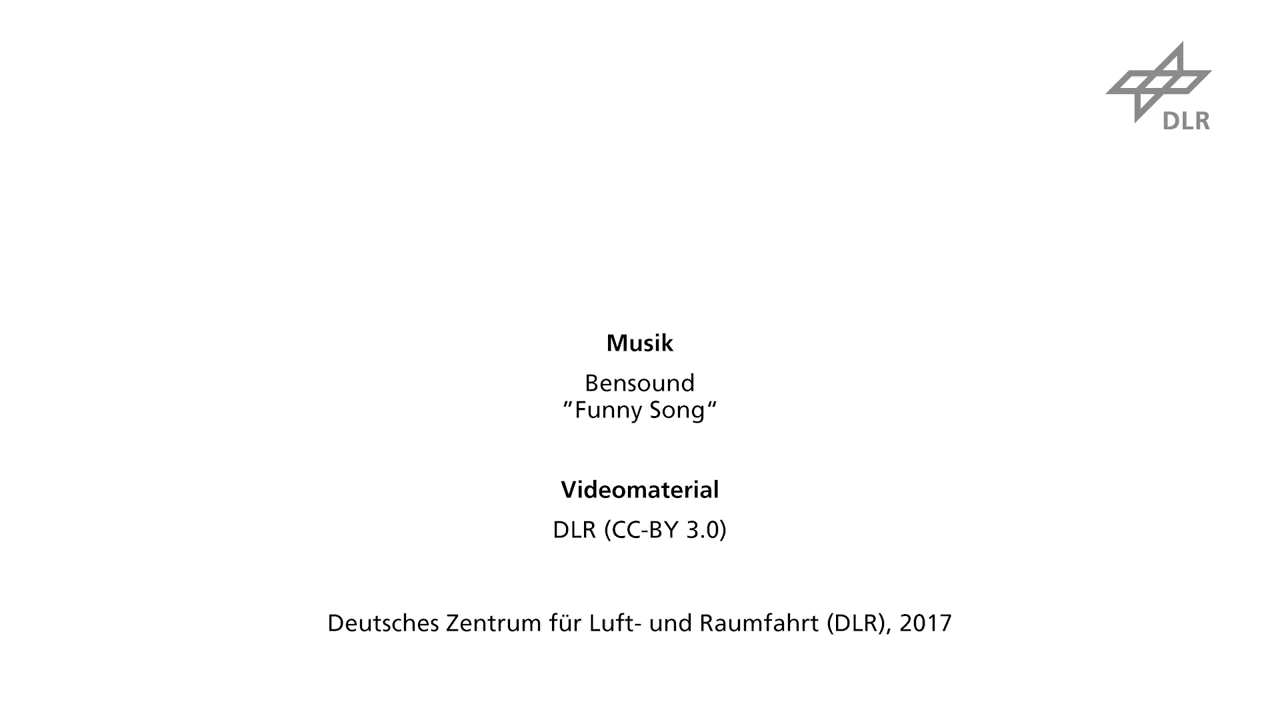 DLR
Musik
Bensound
”Funny Song“
Videomaterial
DLR (CC-BY 3.0)
Deutsches Zentrum für Luft- und Raumfahrt (DLR), 2017